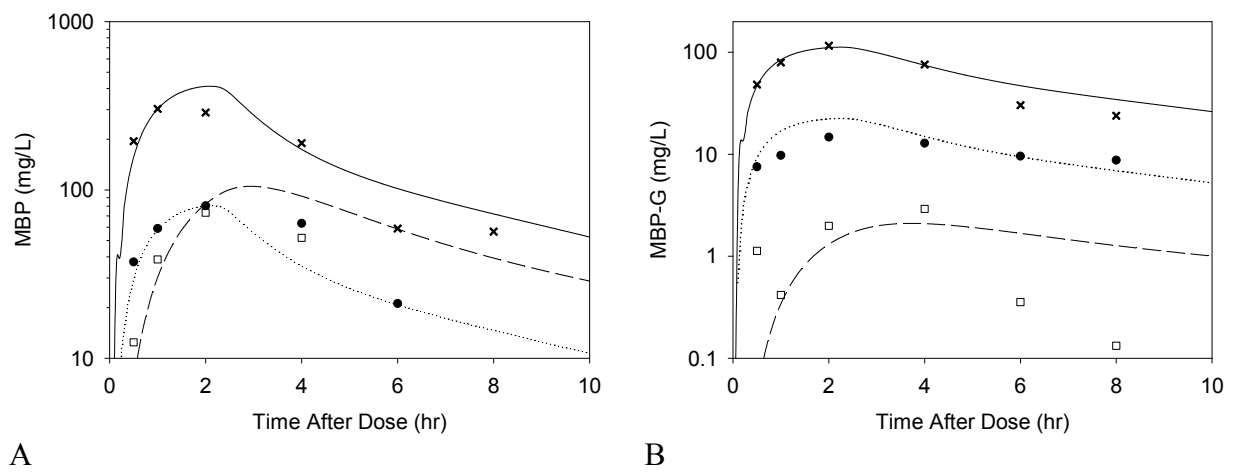 1000
100
10
MBP (mg/L)
0 2 4 6 8 10
Time After Dose (hr)
A
100
10
1
0.1
MBP-G (mg/L)
0 2 4 6 8 10
Time After Dose (hr)
B